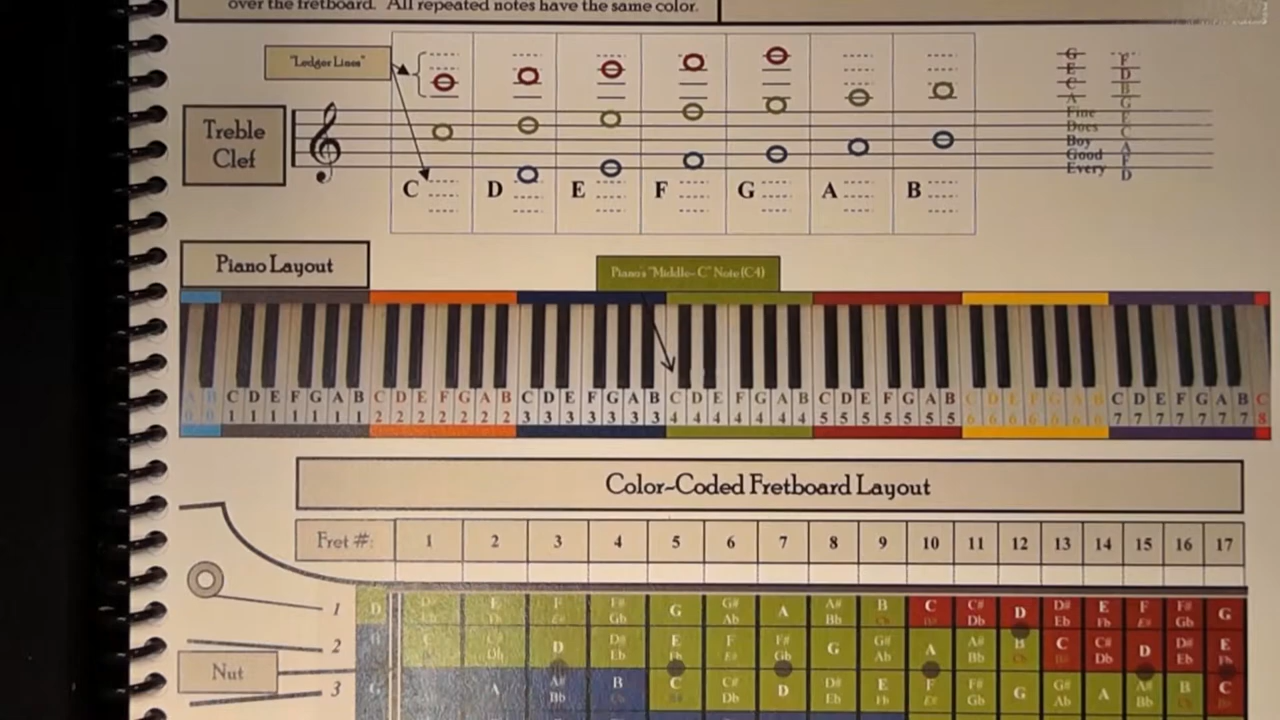 over the fretboard. All repeated notes have the same color.
"Ledger Lines"
Treble
Clef
C D E F G A B
G
E
C
A
Fine
Does
Boy
Good
Every
F
D
B
G
E
C
A
F
D
Piano Layout
Piano's "Middle-C" Note (C4)
A B C D E F G A B C D E F G A B C D E F G A B C D E F G A B C D E F G A B C D E F G A B C D E F G A B C
0 0 1 1 1 1 1 1 1 2 2 2 2 2 2 2 3 3 3 3 3 3 3 4 4 4 4 4 4 4 5 5 5 5 5 5 5 6 6 6 6 6 6 6 7 7 7 7 7 7 7 8
Color-Coded Fretboard Layout
Fret #: 1 2 3 4 5 6 7 8 9 10 11 12 13 14 15 16 17
1 D E F F# G G# A A# B C C# D D# E F F# G
Gb Ab Bb Db Eb Fb Gb
2 D D# E F F# G G# A A# B C C# D D# E
Db Eb Gb Ab Bb Db Eb
Nut
3 G A A# B C C# D D# E F F# G G# A A# B C
Bb Db Eb Gb Ab Bb